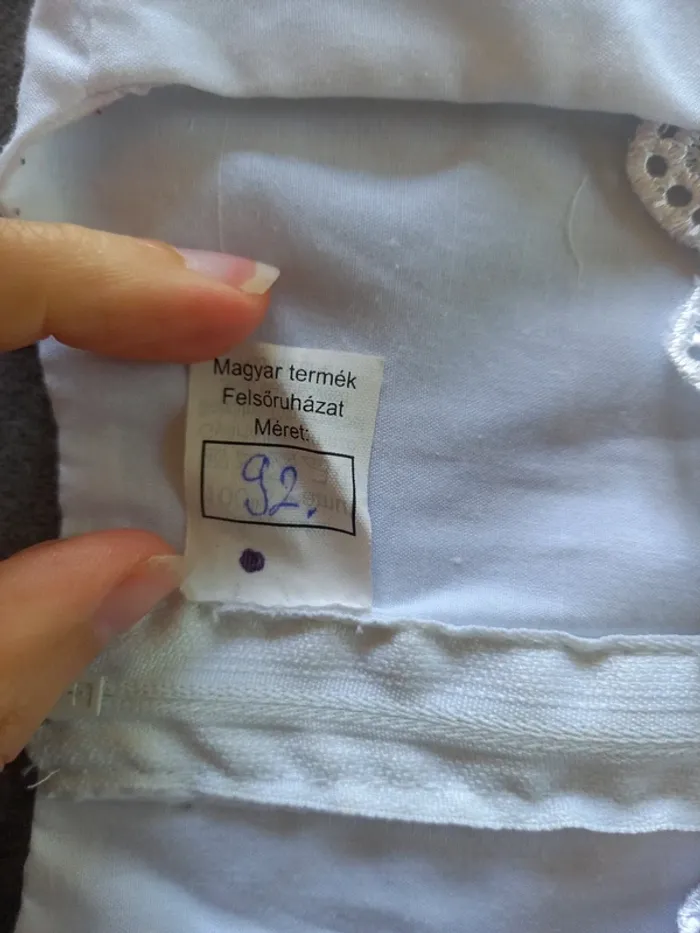 Magyar termék
Felsőruházat
Méret:
92.